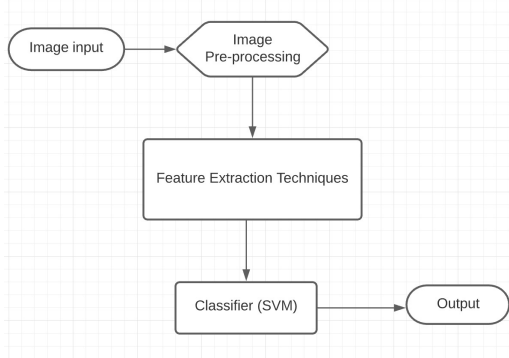 Image input
Image
Pre-processing
Feature Extraction Techniques
Classifier (SVM)
Output